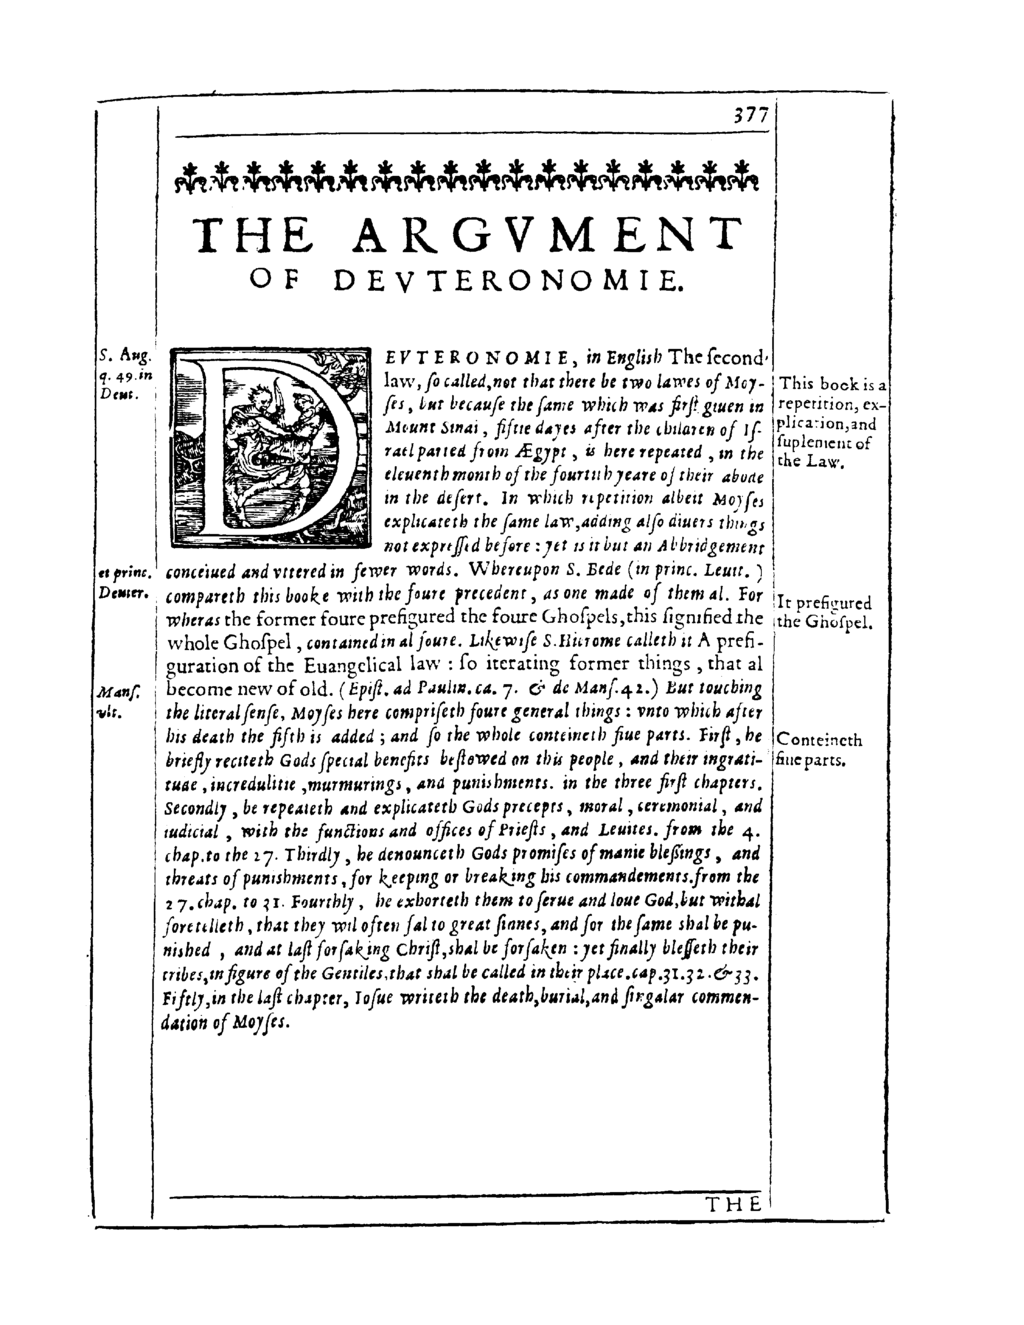 377
THE ARGVMENT
OF DEVTERONOMIE.
S. Aug.
q. 49. in
Deut.
DEVTERONOMIE, in English The ſecond
law, ſo called, not that there be two lawes of Moy-
ſes, but becauſe the ſame which was firſt giuen in
Mount Sinai, fiftie dayes after the children of Iſ-
rael parted from Ægypt, is here repeated, in the
eleuenth month of the fourtith yeare of their abode
in the deſert. In which repetition albeit Moyſes
explicateth the ſame law, adding alſo diuers things
not expreſſed before : yet is it but an Abbridgement
conceiued and vttered in fewer words. Whereupon S. Bede (in princ. Leuit. )
compareth this booke with the foure precedent, as one made of them al. For
wheras the former foure prefigured the foure Ghoſpels, this ſignified the
whole Ghoſpel, contained in al foure. Likewiſe S. Hierome calleth it A prefi-
guration of the Euangelical law : ſo iterating former things, that al
become new of old. (Epiſt. ad Paulin. ca. 7. & de Manſ. 42.) But touching
the literal ſenſe, Moyſes here compriſeth foure general things : vnto which after
his death the fifth is added ; and ſo the whole conteineth fiue parts. Firſt, he
briefly reciteth Gods ſpecial benefits beſtowed on this people, and their ingrati-
tude, incredulitie, murmurings, and punishments. in the three firſt chapters.
Secondly, he repeateth and explicateth Gods precepts, moral, ceremonial, and
iudicial, with the functions and offices of Prieſts, and Leuites. from the 4.
chap. to the 27. Thirdly, he denounceth Gods promiſes of manie bleſsings, and
threats of punishments, for keeping or breaking his commandements. from the
27. chap. to 31. Fourthly, he exhorteth them to ſerue and loue God, but withal
foretelleth, that they wil often fal to great ſinnes, and for the ſame shal be pu-
nished, and at laſt forſaking Chriſt, shal be forſaken : yet finally bleſſeth their
tribes, in figure of the Gentiles, that shal be called in their place. cap. 31. 32. & 33.
Fiftly, in the laſt chapter, Ioſue writeth the death, burial, and ſingular commen-
dation of Moyſes.
This book is a
repetition, ex-
plication, and
ſuplement of
the Law.
et princ.
Deuter.
It prefigured
the Ghoſpel.
Manſ.
vlt.
Conteineth
fiue parts.
THE